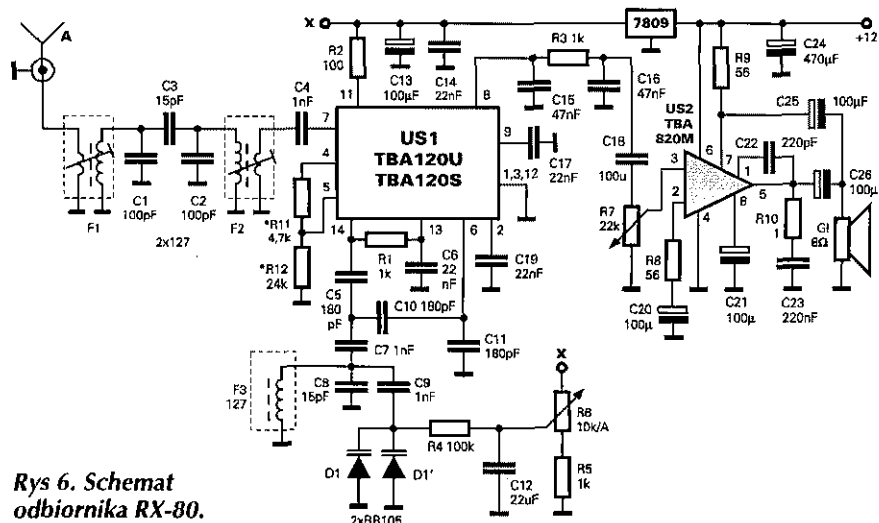 X
7809
+12
A
C3
15pF
C4
1nF
R2
100
C13
100µF
C14
22nF
R3 1k
C15
47nF
C16
47nF
R9
56
C24
470µF
C25
100µF
11
8
7
4
5
9
1,3,12
14
13
6
2
US1
TBA120U
TBA120S
C17
22nF
C18
100u
US2
TBA
820M
C22
220pF
3
2
6
7
1
5
8
4
C26
100µ
C1
100pF
C2
100pF
F1
F2
2x127
*R11
4,7k
*R12
24k
R1
1k
C6
22
nF
C19
22nF
R7
22k
R8
56
C20
100µ
C21
100µ
R10
1
C23
220nF
Gł
8Ω
C5
180
pF
C10 180pF
C7 1nF
C11
180pF
F3
127
C8
15pF
C9
1nF
X
R6
10k/A
R4 100k
R5
1k
D1
D1'
2xBB105
C12
22uF
Rys 6. Schemat
odbiornika RX-80.